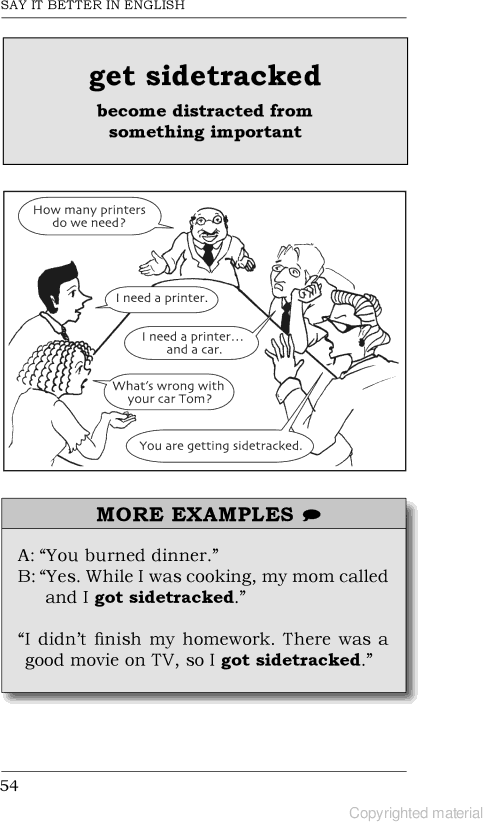 SAY IT BETTER IN ENGLISH
get sidetracked
become distracted from
something important
How many printers
do we need?
I need a printer.
I need a printer...
and a car.
What's wrong with
your car Tom?
You are getting sidetracked.
MORE EXAMPLES
A: “You burned dinner.”
B: “Yes. While I was cooking, my mom called
and I got sidetracked.”
“I didn’t finish my homework. There was a
good movie on TV, so I got sidetracked.”
54
Copyrighted material